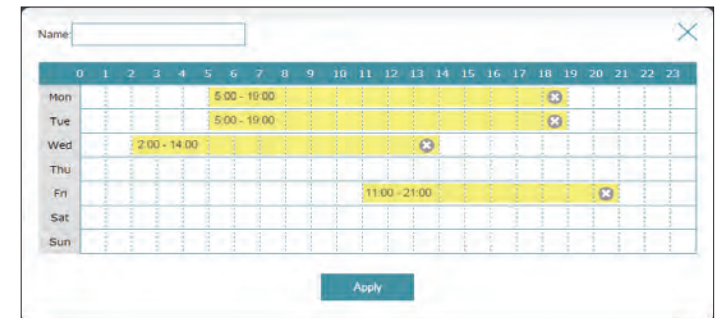 Name:
0 1 2 3 4 5 6 7 8 9 10 11 12 13 14 15 16 17 18 19 20 21 22 23
Mon 5:00 - 19:00
Tue 5:00 - 19:00
Wed 2:00 - 14:00
Thu
Fri 11:00 - 21:00
Sat
Sun
Apply